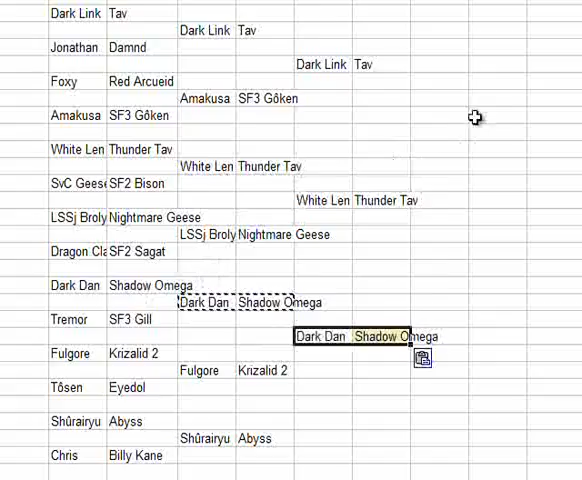 Dark Link Tav
Dark Link Tav
Jonathan Damnd
Dark Link Tav
Foxy Red Arcueid
Amakusa SF3 Gôken
Amakusa SF3 Gôken
White Len Thunder Tav
White Len Thunder Tav
SvC Geese SF2 Bison
White Len Thunder Tav
LSSj Broly Nightmare Geese
LSSj Broly Nightmare Geese
Dragon Cla SF2 Sagat
Dark Dan Shadow Omega
Dark Dan Shadow Omega
Tremor SF3 Gill
Dark Dan Shadow Omega
Fulgore Krizalid 2
Fulgore Krizalid 2
Tôsen Eyedol
Shûrairyu Abyss
Shûrairyu Abyss
Chris Billy Kane